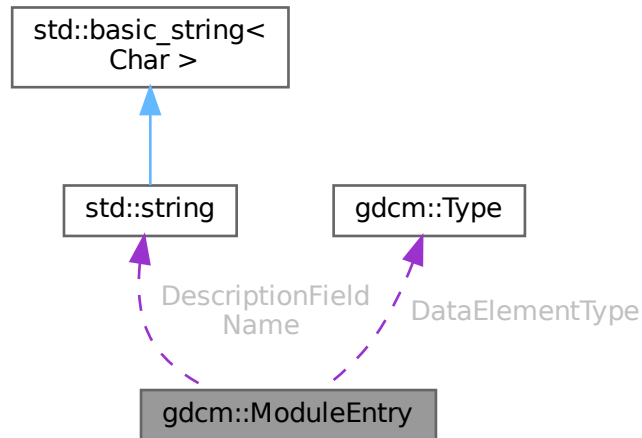 std::basic_string<
Char >
std::string
gdcm::Type
DescriptionField
Name
DataElementType
gdcm::ModuleEntry